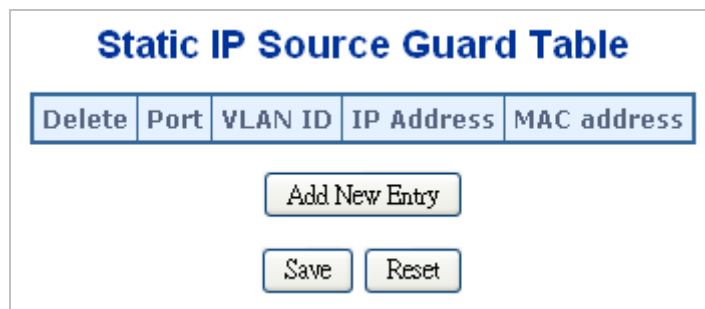 Static IP Source Guard Table
Delete Port VLAN ID IP Address MAC address
Add New Entry
Save Reset